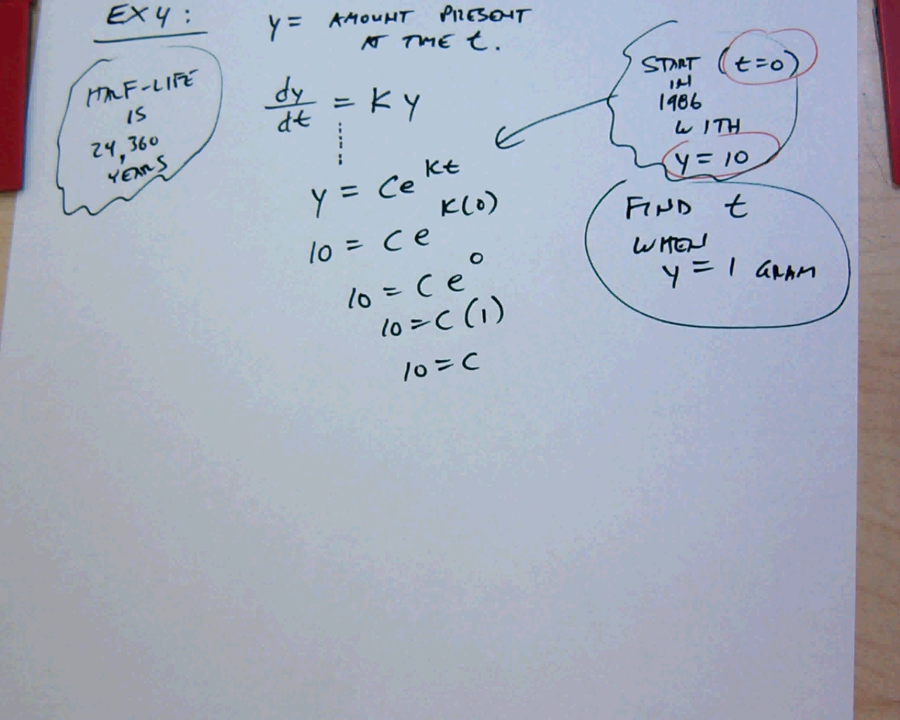 EX 4:
y = AMOUNT PRESENT
AT TIME t.
HALF-LIFE
IS
24,360
YEARS
dy/dt = Ky
START (t=0)
IN
1986
WITH
y = 10
y = Ce^Kt
10 = Ce^K(0)
10 = Ce^0
10 = C(1)
10 = C
FIND t
WHEN
y = 1 GRAM